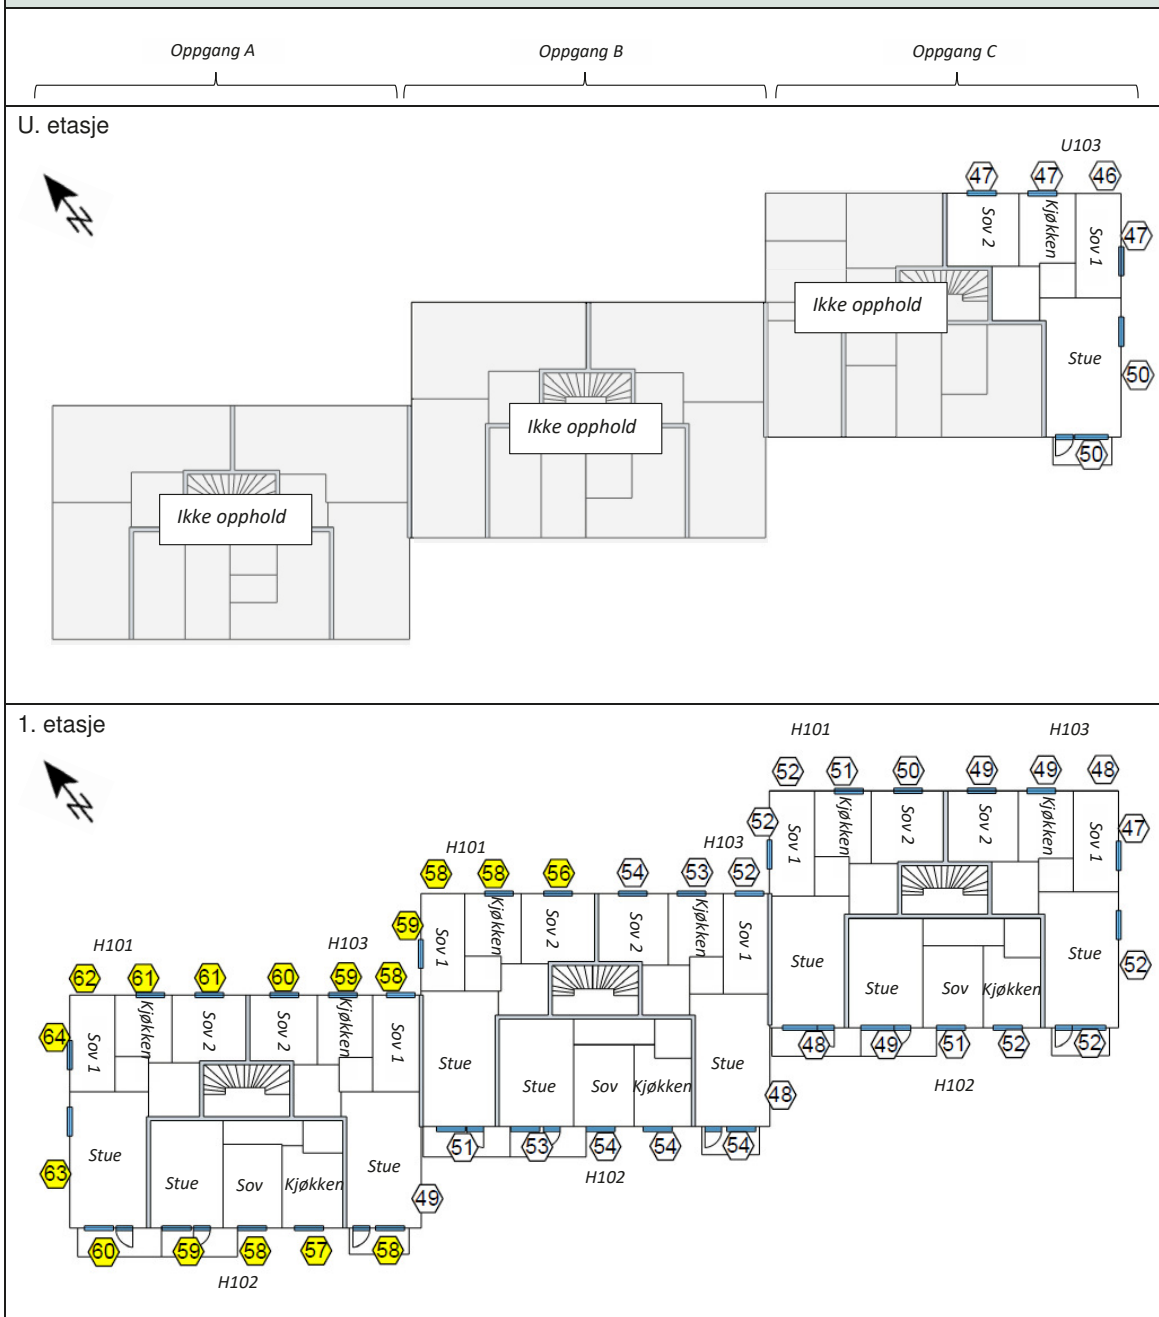 Oppgang A
Oppgang B
Oppgang C
U. etasje
N
U103
47
47
46
Sov 2
Kjøkken
Sov 1
47
Ikke opphold
Stue
50
50
Ikke opphold
Ikke opphold
1. etasje
N
H101
H103
52
51
50
49
49
48
52
Sov 1
Kjøkken
Sov 2
Sov 2
Kjøkken
Sov 1
47
H101
H103
58
58
56
54
53
52
59
Sov 1
Kjøkken
Sov 2
Sov 2
Kjøkken
Sov 1
Stue
Stue
Sov
Kjøkken
Stue
52
48
49
51
52
52
H102
H101
H103
62
61
61
60
59
58
64
Sov 1
Kjøkken
Sov 2
Sov 2
Kjøkken
Sov 1
Stue
Stue
Sov
Kjøkken
Stue
48
51
53
54
54
54
H102
Stue
Stue
Sov
Kjøkken
Stue
63
49
60
59
58
57
58
H102